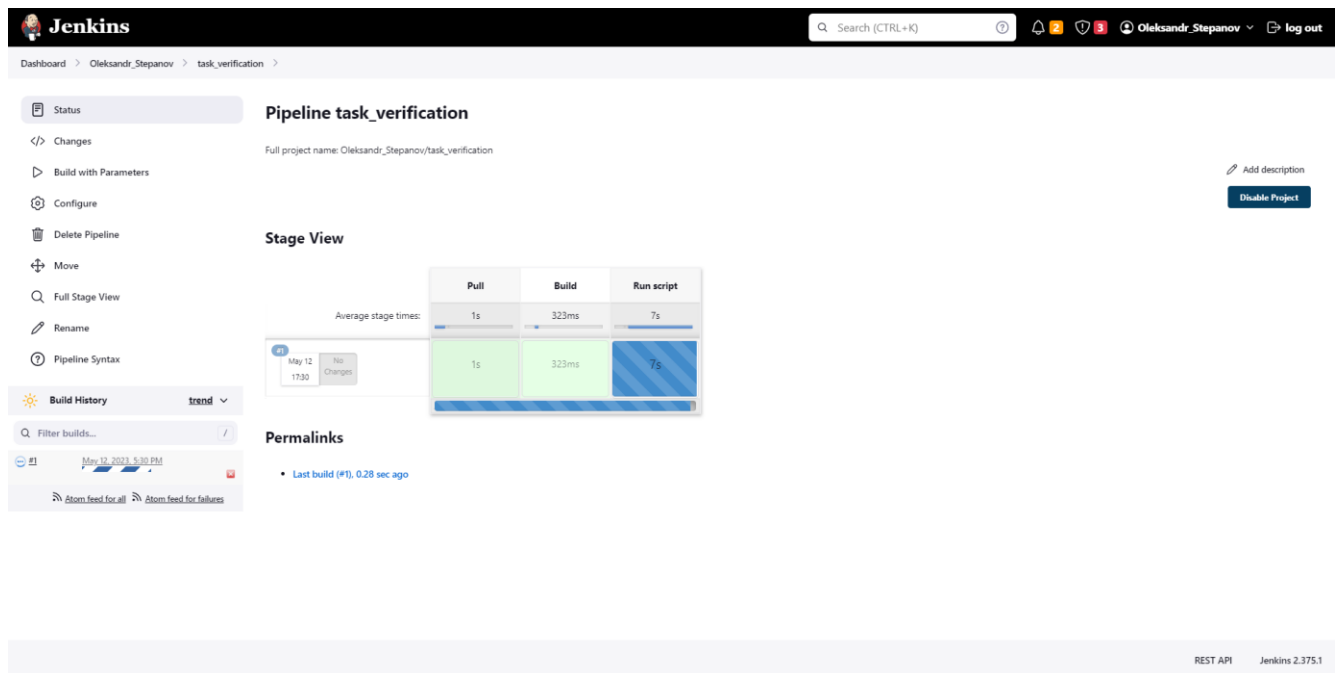 Jenkins
Search (CTRL+K)
2
3
Oleksandr_Stepanov
log out
Dashboard > Oleksandr_Stepanov > task_verification >
Status
Changes
Build with Parameters
Configure
Delete Pipeline
Move
Full Stage View
Rename
Pipeline Syntax
Build History trend
Filter builds... /
#1 May 12, 2023, 5:30 PM
Atom feed for all Atom feed for failures
Pipeline task_verification
Full project name: Oleksandr_Stepanov/task_verification
Add description
Disable Project
Stage View
Pull Build Run script
Average stage times: 1s 323ms 7s
#1
May 12 17:30
No Changes
1s 323ms 7s
Permalinks
• Last build (#1), 0.28 sec ago
REST API Jenkins 2.375.1